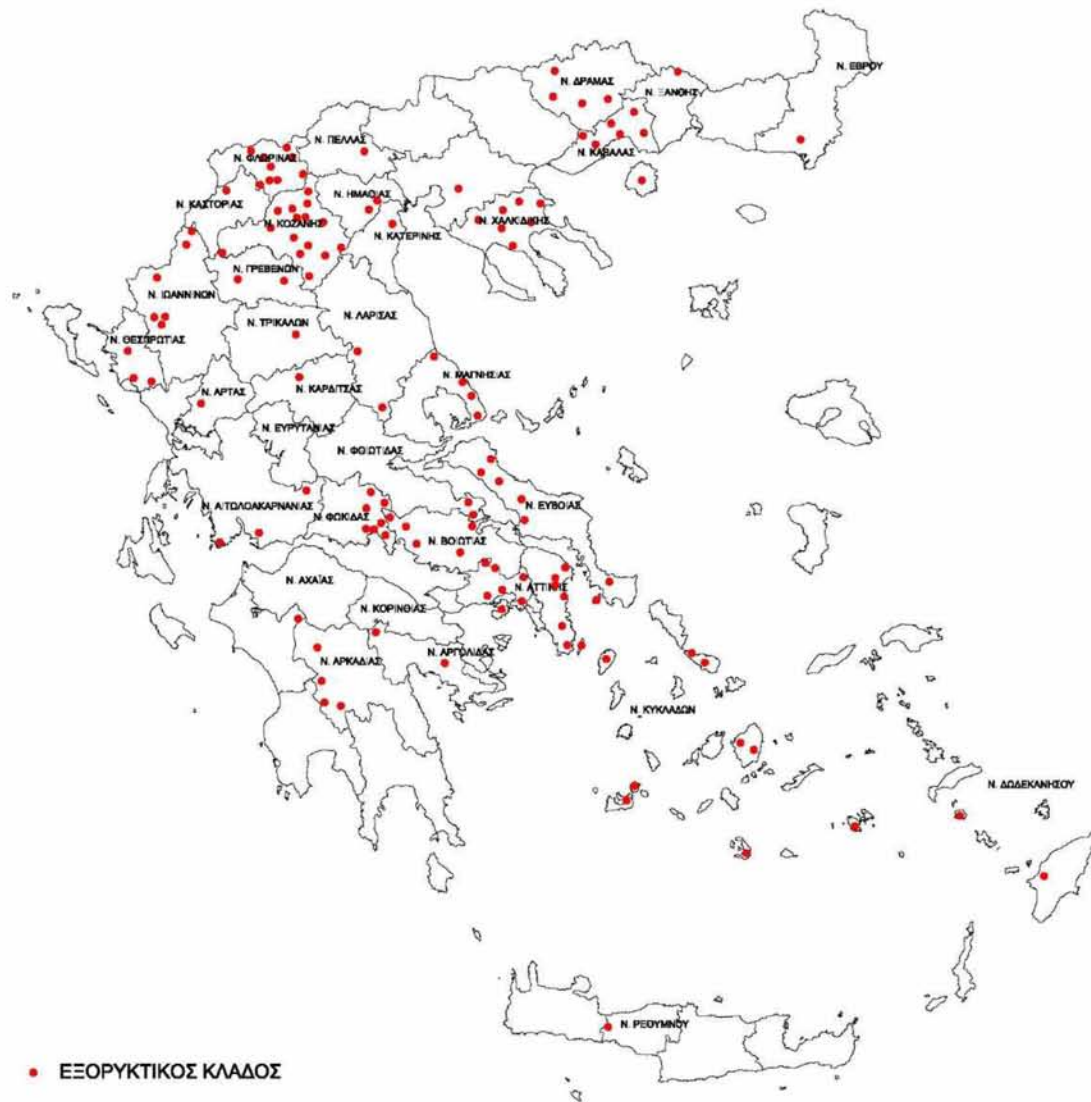 Ν. ΕΒΡΟΥ
Ν. ΔΡΑΜΑΣ
Ν. ΞΑΝΘΗΣ
Ν. ΠΕΛΛΑΣ
Ν. ΚΑΒΑΛΑΣ
Ν. ΦΛΩΡΙΝΑΣ
Ν. ΗΜΑΘΙΑΣ
Ν. ΚΑΣΤΟΡΙΑΣ
Ν. ΧΑΛΚΙΔΙΚΗΣ
Ν. ΚΟΖΑΝΗΣ
Ν. ΚΑΤΕΡΙΝΗΣ
Ν. ΓΡΕΒΕΝΩΝ
Ν. ΙΩΑΝΝΙΝΩΝ
Ν. ΛΑΡΙΣΑΣ
Ν. ΤΡΙΚΑΛΩΝ
Ν. ΘΕΣΠΡΩΤΙΑΣ
Ν. ΜΑΓΝΗΣΙΑΣ
Ν. ΚΑΡΔΙΤΣΑΣ
Ν. ΑΡΤΑΣ
Ν. ΕΥΡΥΤΑΝΙΑΣ
Ν. ΦΘΙΩΤΙΔΑΣ
Ν. ΕΥΒΟΙΑΣ
Ν. ΑΙΤΩΛΟΑΚΑΡΝΑΝΙΑΣ
Ν. ΦΩΚΙΔΑΣ
Ν. ΒΟΙΩΤΙΑΣ
Ν. ΑΧΑΪΑΣ
Ν. ΑΤΤΙΚΗΣ
Ν. ΚΟΡΙΝΘΙΑΣ
Ν. ΑΡΚΑΔΙΑΣ
Ν. ΑΡΓΟΛΙΔΑΣ
Ν. ΚΥΚΛΑΔΩΝ
Ν. ΔΩΔΕΚΑΝΗΣΟΥ
Ν. ΡΕΘΥΜΝΟΥ
ΕΞΟΡΥΚΤΙΚΟΣ ΚΛΑΔΟΣ